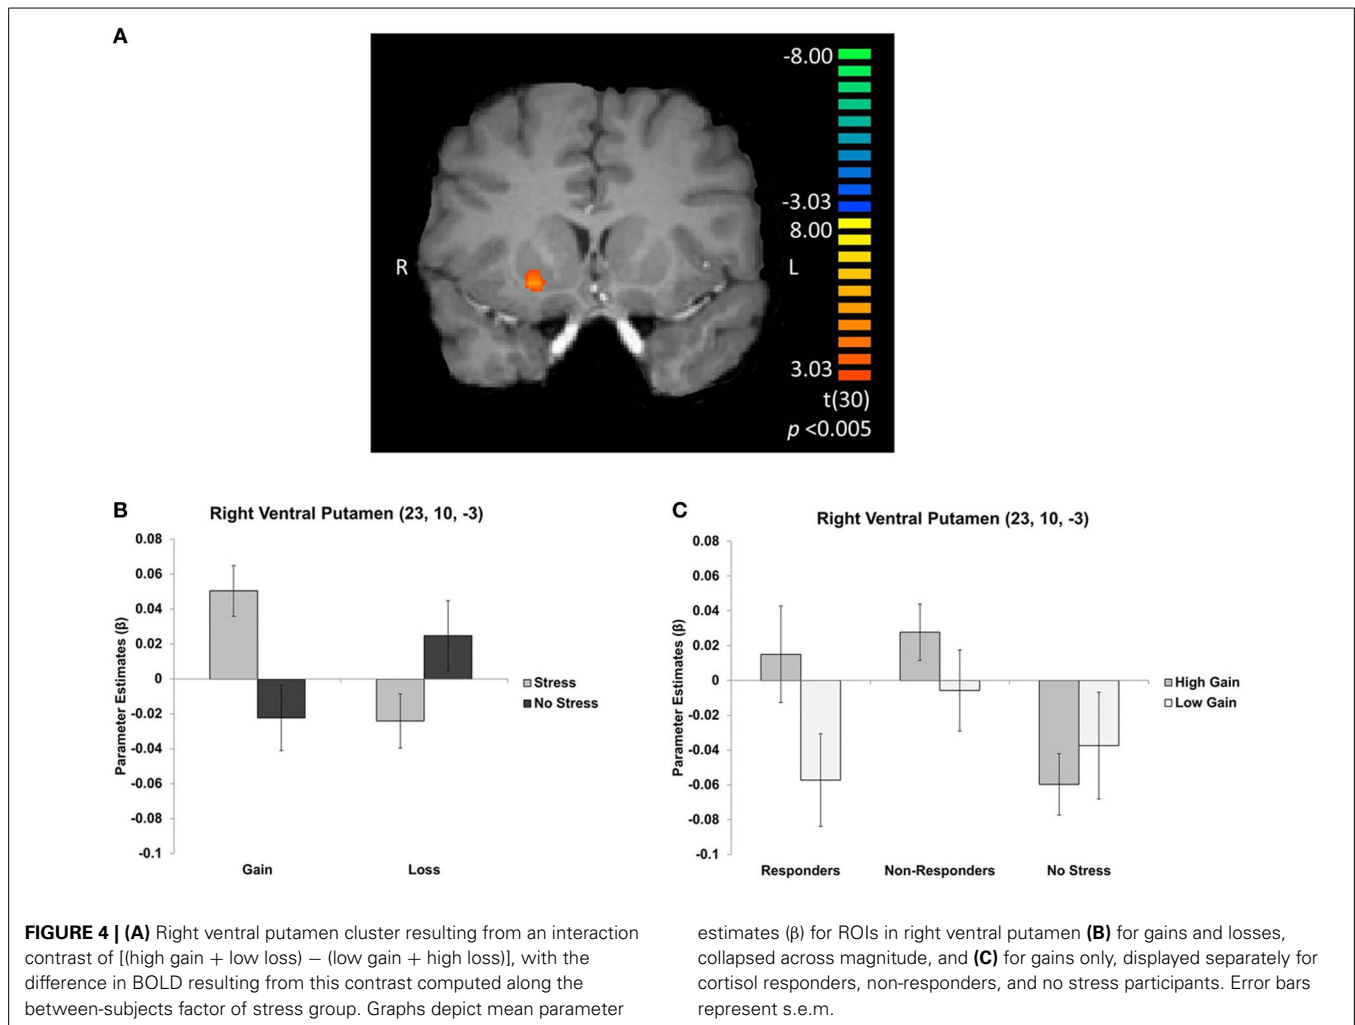 A
-8.00
-3.03
8.00
R
L
3.03
t(30)
p <0.005
B
Right Ventral Putamen (23, 10, -3)
0.08
0.06
0.04
0.02
0
-0.02
-0.04
-0.06
-0.08
-0.1
Parameter Estimates (β)
Gain
Loss
Stress
No Stress
C
Right Ventral Putamen (23, 10, -3)
0.08
0.06
0.04
0.02
0
-0.02
-0.04
-0.06
-0.08
-0.1
Parameter Estimates (β)
Responders
Non-Responders
No Stress
High Gain
Low Gain
FIGURE 4 | (A) Right ventral putamen cluster resulting from an interaction
contrast of [(high gain + low loss) − (low gain + high loss)], with the
difference in BOLD resulting from this contrast computed along the
between-subjects factor of stress group. Graphs depict mean parameter
estimates (β) for ROIs in right ventral putamen (B) for gains and losses,
collapsed across magnitude, and (C) for gains only, displayed separately for
cortisol responders, non-responders, and no stress participants. Error bars
represent s.e.m.